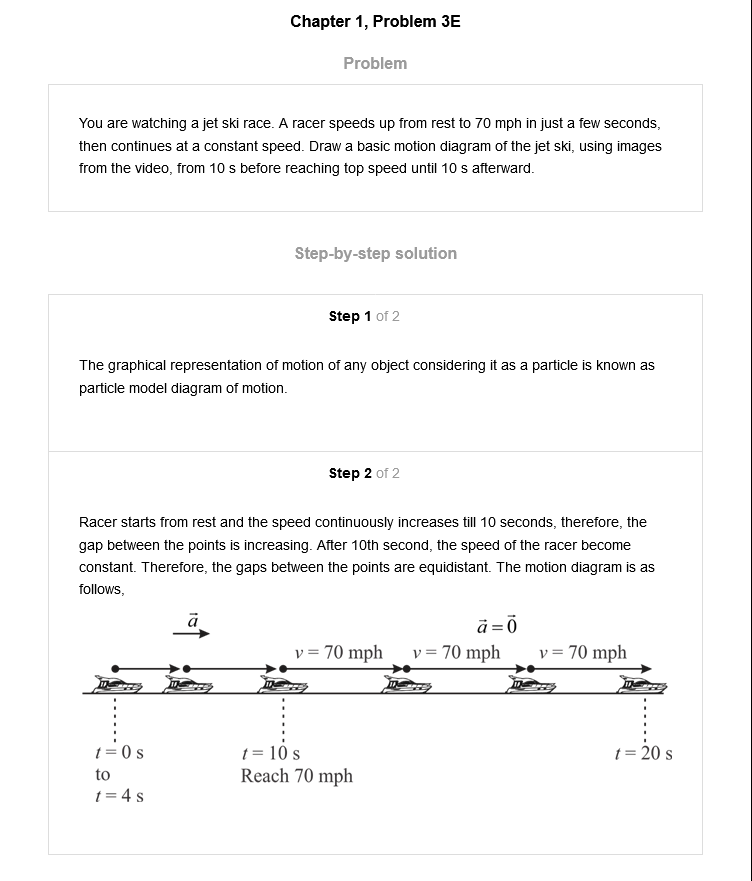 Chapter 1, Problem 3E
Problem
You are watching a jet ski race. A racer speeds up from rest to 70 mph in just a few seconds,
then continues at a constant speed. Draw a basic motion diagram of the jet ski, using images
from the video, from 10 s before reaching top speed until 10 s afterward.
Step-by-step solution
Step 1 of 2
The graphical representation of motion of any object considering it as a particle is known as
particle model diagram of motion.
Step 2 of 2
Racer starts from rest and the speed continuously increases till 10 seconds, therefore, the
gap between the points is increasing. After 10th second, the speed of the racer become
constant. Therefore, the gaps between the points are equidistant. The motion diagram is as
follows,
a⃗
a⃗ = 0⃗
v = 70 mph v = 70 mph v = 70 mph
t = 0 s
to
t = 4 s
t = 10 s
Reach 70 mph
t = 20 s